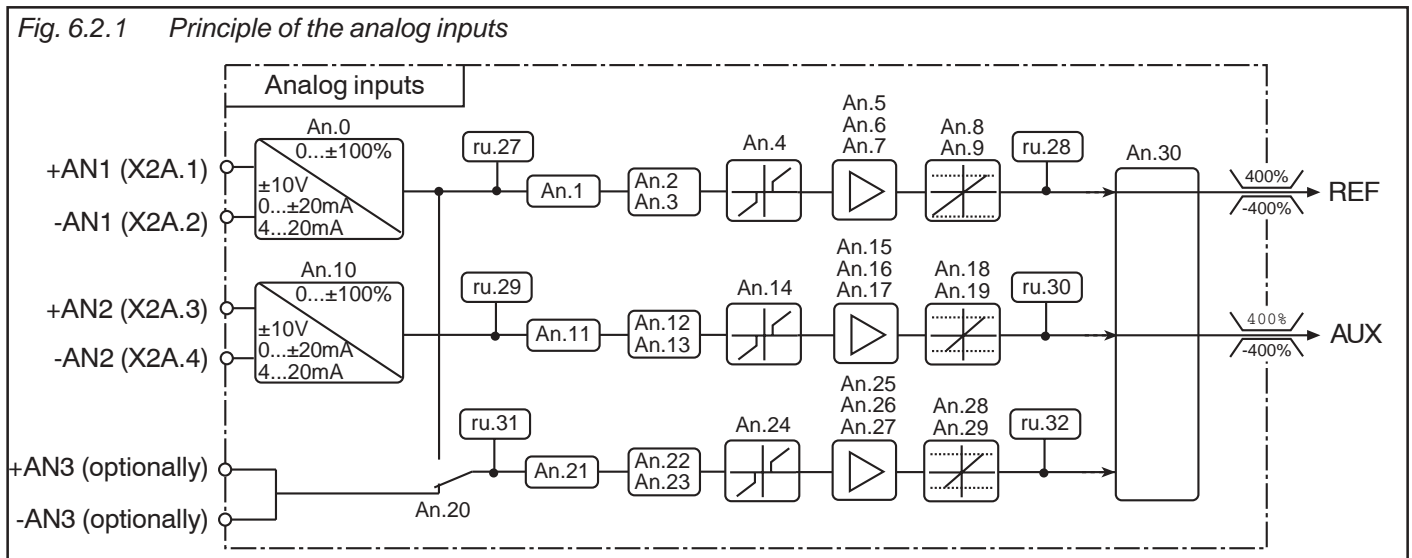 Fig. 6.2.1 Principle of the analog inputs
Analog inputs
An.0
0...±100%
±10V
0...±20mA
4...20mA
+AN1 (X2A.1)
-AN1 (X2A.2)
ru.27
An.1
An.2
An.3
An.4
An.5
An.6
An.7
An.8
An.9
ru.28
An.30
400%
-400%
REF
An.10
0...±100%
±10V
0...±20mA
4...20mA
+AN2 (X2A.3)
-AN2 (X2A.4)
ru.29
An.11
An.12
An.13
An.14
An.15
An.16
An.17
An.18
An.19
ru.30
400%
-400%
AUX
+AN3 (optionally)
-AN3 (optionally)
An.20
ru.31
An.21
An.22
An.23
An.24
An.25
An.26
An.27
An.28
An.29
ru.32